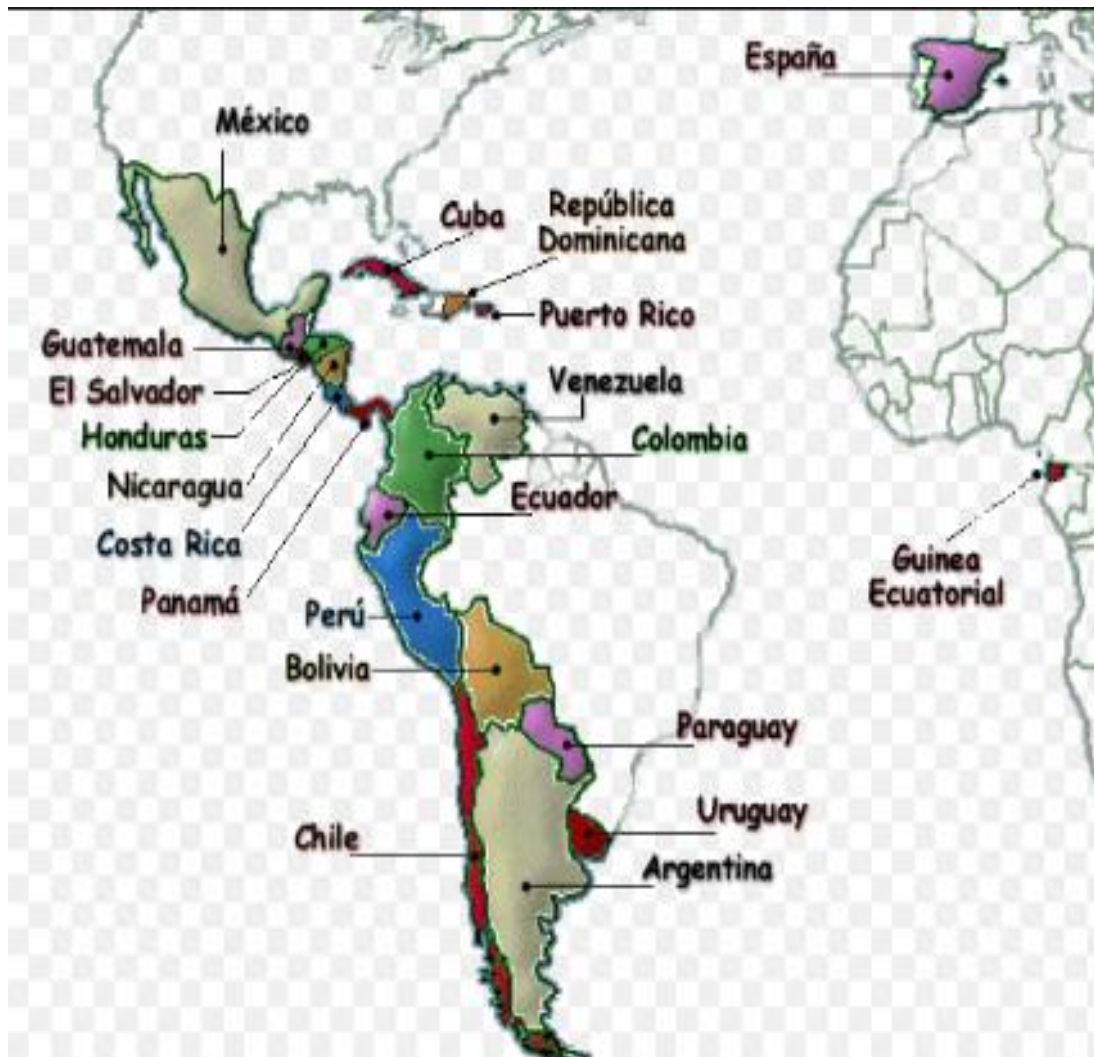 España
México
República
Dominicana
Cuba
Puerto Rico
Guatemala
Venezuela
El Salvador
Honduras
Colombia
Nicaragua
Ecuador
Costa Rica
Guinea
Ecuatorial
Panamá
Perú
Bolivia
Paraguay
Uruguay
Chile
Argentina